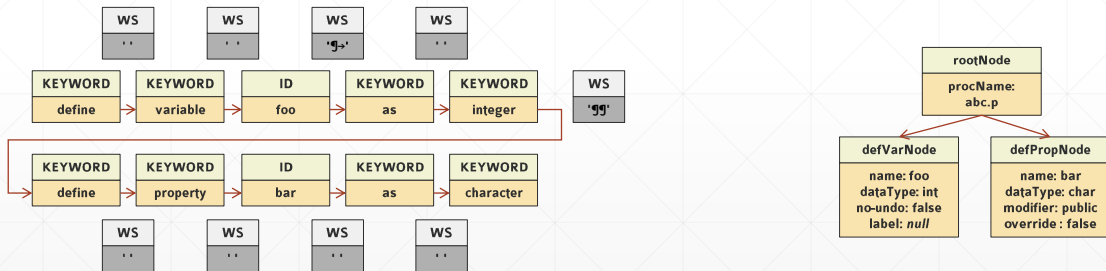 WS WS WS WS
' ' ' ' '¶→' ' '
KEYWORD KEYWORD ID KEYWORD KEYWORD WS
define variable foo as integer '¶¶'
KEYWORD KEYWORD ID KEYWORD KEYWORD
define property bar as character
WS WS WS WS
' ' ' ' ' ' ' '
rootNode
procName:
abc.p
defVarNode
name: foo
dataType: int
no-undo: false
label: null
defPropNode
name: bar
dataType: char
modifier: public
override : false